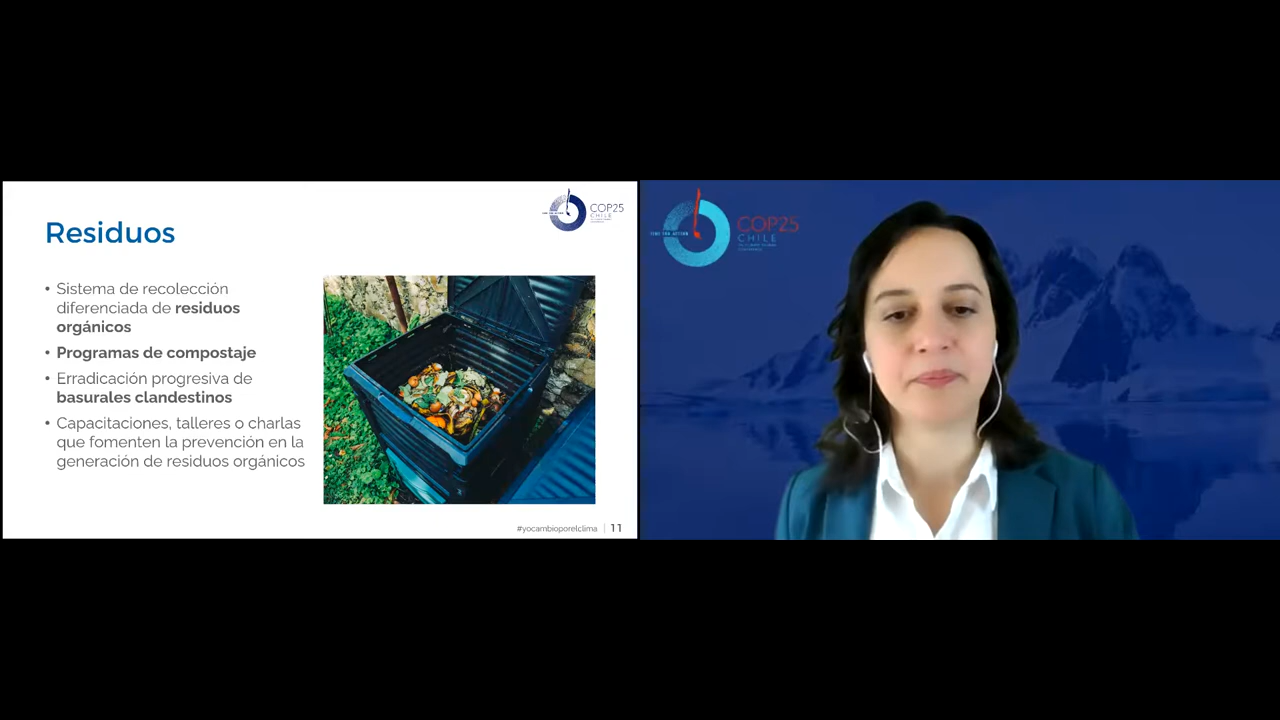 Residuos
COP25
CHILE
• Sistema de recolección
diferenciada de residuos
orgánicos
• Programas de compostaje
• Erradicación progresiva de
basurales clandestinos
• Capacitaciones, talleres o charlas
que fomenten la prevención en la
generación de residuos orgánicos
#yocambioporelclima | 11
TIME FOR ACTION
COP25
CHILE